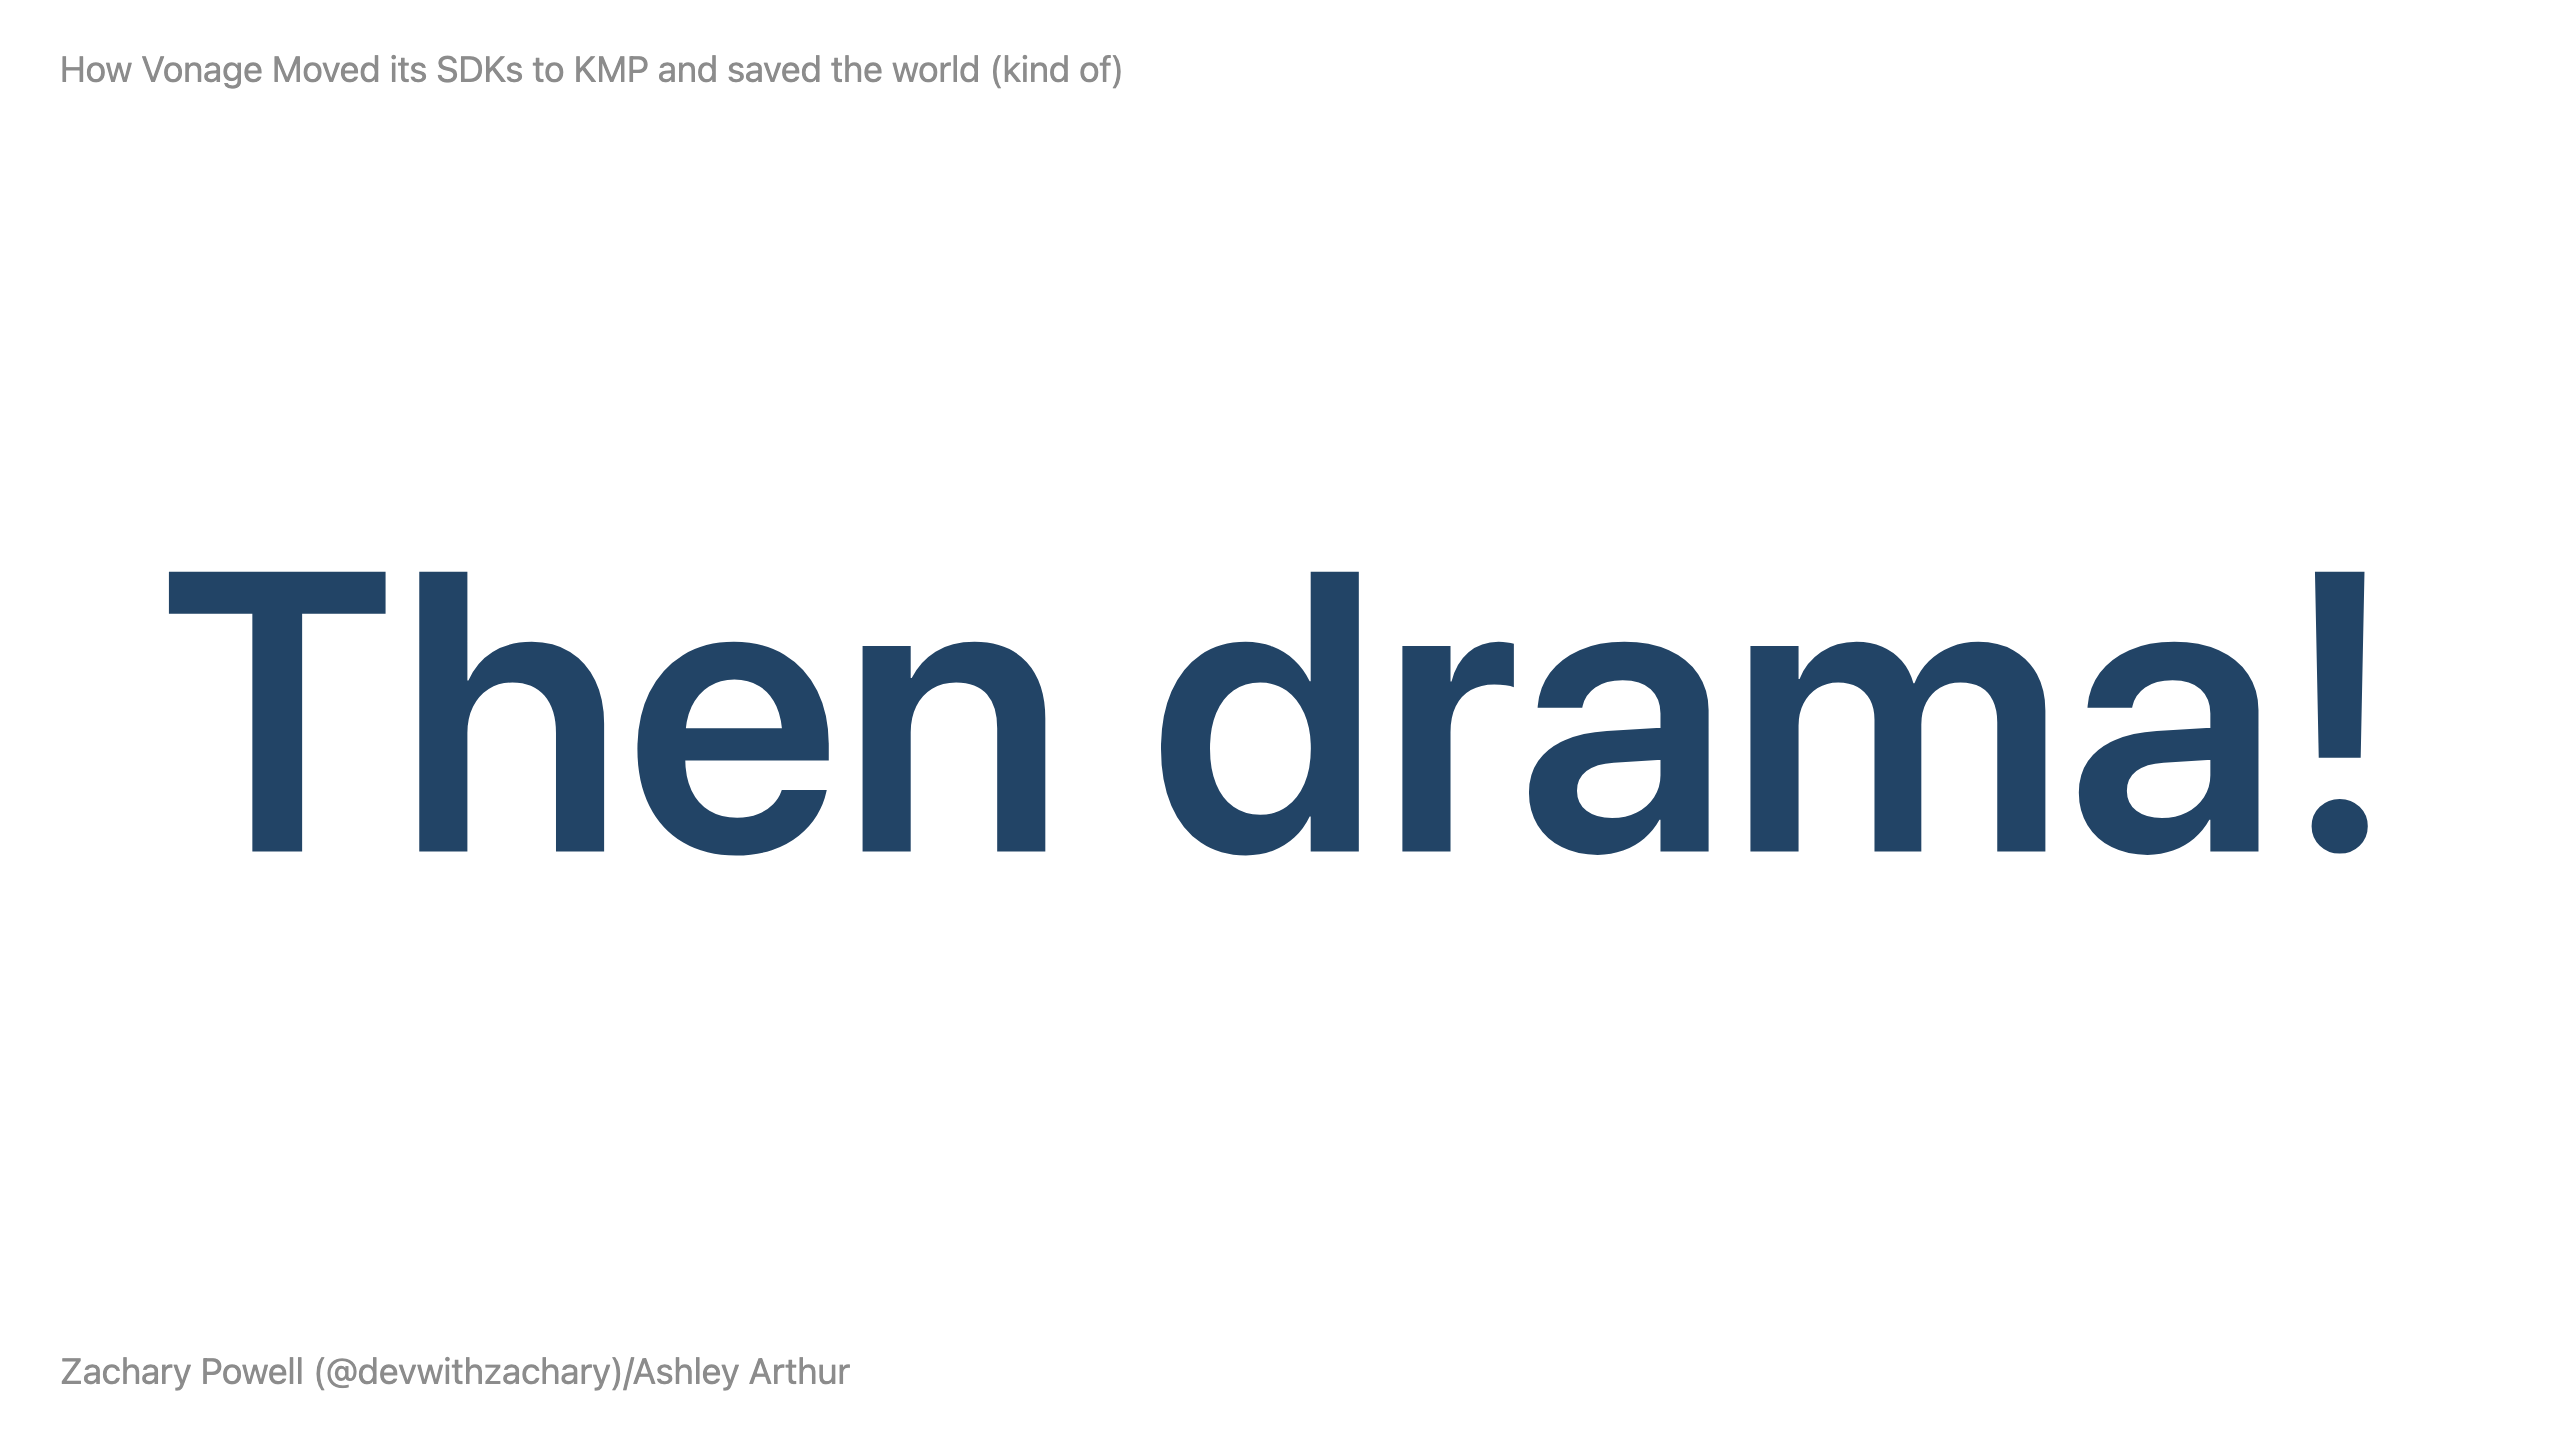 How Vonage Moved its SDKs to KMP and saved the world (kind of)
Then drama!
Zachary Powell (@devwithzachary)/Ashley Arthur